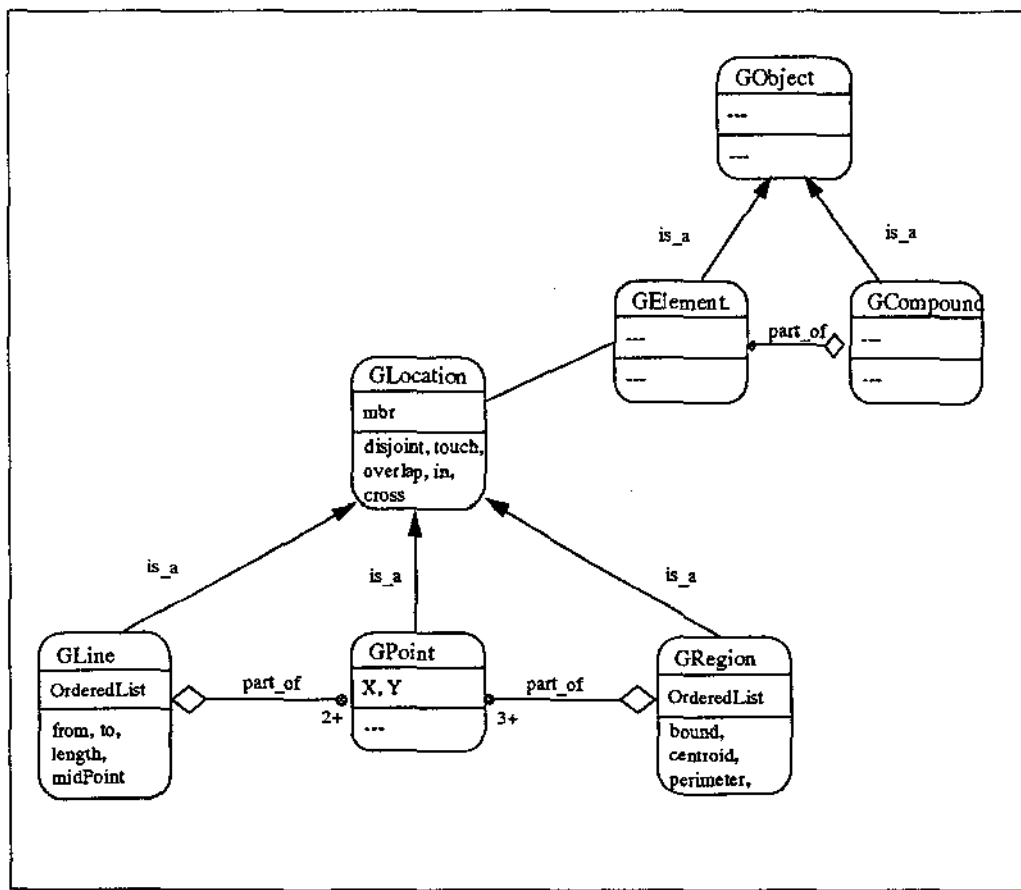 GObject
---
---
is_a
is_a
GElement
---
---
part_of
GCompound
---
---
GLocation
mbr
disjoint, touch,
overlap, in,
cross
is_a
is_a
is_a
GLine
OrderedList
from, to,
length,
midPoint
part_of
2+
GPoint
X, Y
---
part_of
3+
GRegion
OrderedList
bound,
centroid,
perimeter,